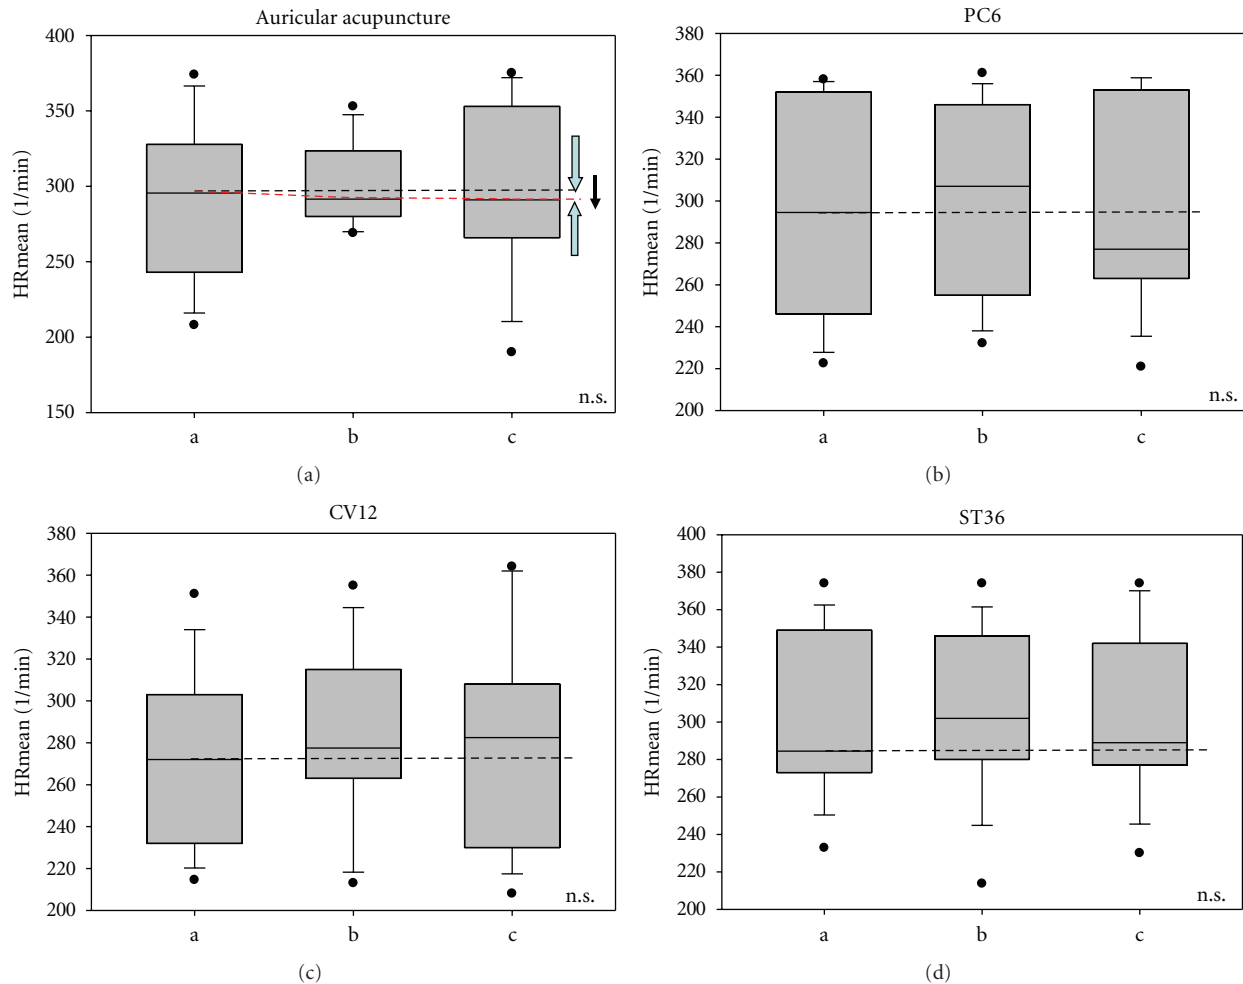 Auricular acupuncture
HRmean (1/min)
400
350
300
250
200
150
n.s.
a b c
(a)
PC6
HRmean (1/min)
380
360
340
320
300
280
260
240
220
200
n.s.
a b c
(b)
CV12
HRmean (1/min)
380
360
340
320
300
280
260
240
220
200
n.s.
a b c
(c)
ST36
HRmean (1/min)
400
380
360
340
320
300
280
260
240
220
200
n.s.
a b c
(d)